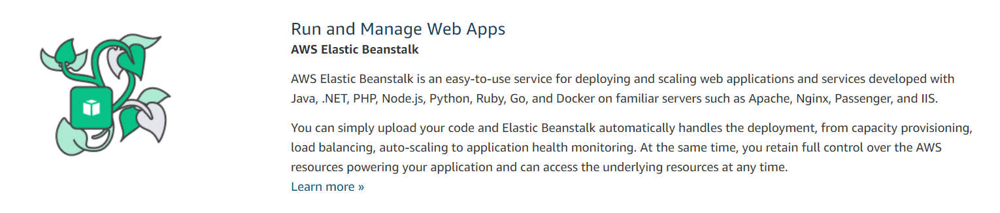 Run and Manage Web Apps
AWS Elastic Beanstalk
AWS Elastic Beanstalk is an easy-to-use service for deploying and scaling web applications and services developed with
Java, .NET, PHP, Node.js, Python, Ruby, Go, and Docker on familiar servers such as Apache, Nginx, Passenger, and IIS.
You can simply upload your code and Elastic Beanstalk automatically handles the deployment, from capacity provisioning,
load balancing, auto-scaling to application health monitoring. At the same time, you retain full control over the AWS
resources powering your application and can access the underlying resources at any time.
Learn more »